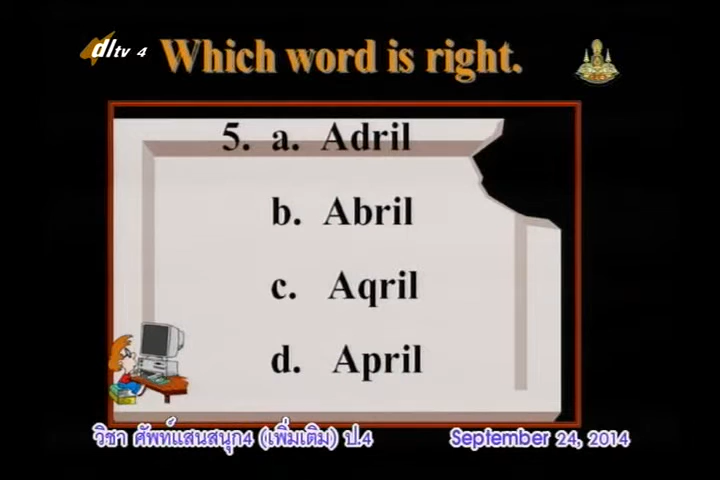 dltv 4
Which word is right.
5. a. Adril
b. Abril
c. Aqril
d. April
วิชา ศัพท์แสนสนุก4 (เพิ่มเติม) ป.4
September 24, 2014